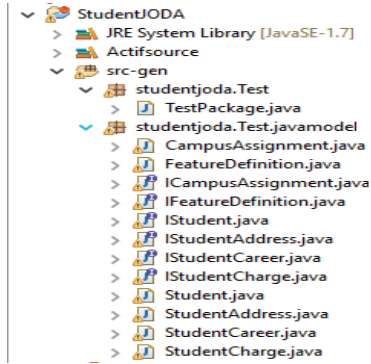 StudentJODA
JRE System Library [JavaSE-1.7]
Actifsource
src-gen
studentjoda.Test
TestPackage.java
studentjoda.Test.javamodel
CampusAssignment.java
FeatureDefinition.java
ICampusAssignment.java
IFeatureDefinition.java
IStudent.java
IStudentAddress.java
IStudentCareer.java
IStudentCharge.java
Student.java
StudentAddress.java
StudentCareer.java
StudentCharge.java